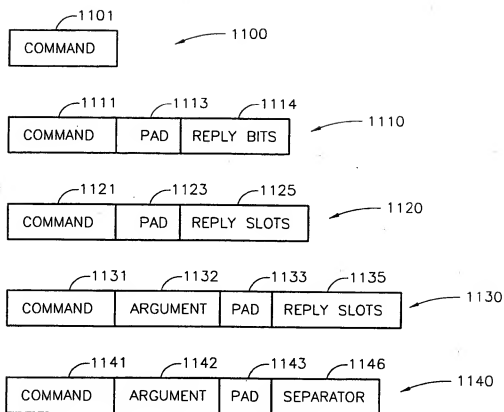 1101
COMMAND
1100
1111 1113 1114
COMMAND PAD REPLY BITS
1110
1121 1123 1125
COMMAND PAD REPLY SLOTS
1120
1131 1132 1133 1135
COMMAND ARGUMENT PAD REPLY SLOTS
1130
1141 1142 1143 1146
COMMAND ARGUMENT PAD SEPARATOR
1140